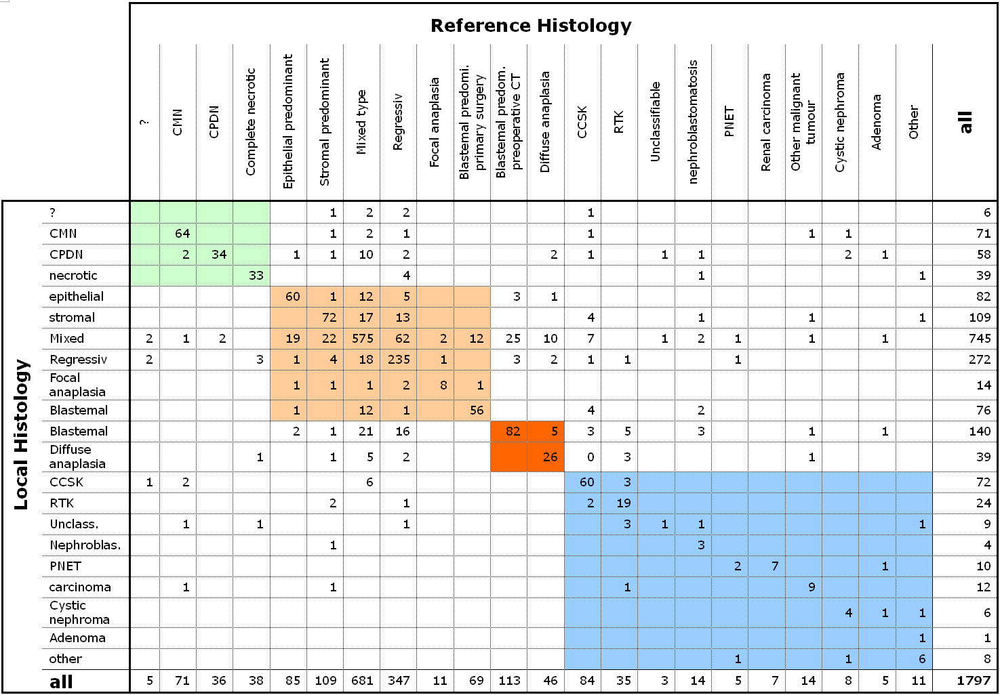 Reference Histology
?
CMN
CPDN
Complete necrotic
Epithelial predominant
Stromal predominant
Mixed type
Regressiv
Focal anaplasia
Blastemal predomi.
primary surgery
Blastemal predom.
preoperative CT
Diffuse anaplasia
CCSK
RTK
Unclassifiable
nephroblastomatosis
PNET
Renal carcinoma
Other malignant
tumour
Cystic nephroma
Adenoma
Other
all
Local Histology
? 1 2 2 1 6
CMN 64 1 2 1 1 1 1 71
CPDN 2 34 1 1 10 2 2 1 1 1 2 1 58
necrotic 33 4 1 1 39
epithelial 60 1 12 5 3 1 82
stromal 72 17 13 4 1 1 1 109
Mixed 2 1 2 19 22 575 62 2 12 25 10 7 1 2 1 1 1 745
Regressiv 2 3 1 4 18 235 1 3 2 1 1 1 272
Focal
anaplasia 1 1 1 2 8 1 14
Blastemal 1 12 1 56 4 2 76
Blastemal 2 1 21 16 82 5 3 5 3 1 1 140
Diffuse
anaplasia 1 1 5 2 26 0 3 1 39
CCSK 1 2 6 60 3 72
RTK 2 1 2 19 24
Unclass. 1 1 1 3 1 1 1 9
Nephroblas. 1 3 4
PNET 2 7 1 10
carcinoma 1 1 1 9 12
Cystic
nephroma 4 1 1 6
Adenoma 1 1
other 1 1 6 8
all 5 71 36 38 85 109 681 347 11 69 113 46 84 35 3 14 5 7 14 8 5 11 1797